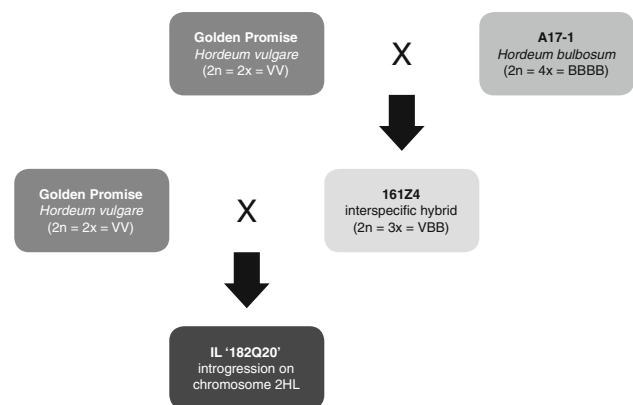 Golden Promise
Hordeum vulgare
(2n = 2x = VV)
X
A17-1
Hordeum bulbosum
(2n = 4x = BBBB)
Golden Promise
Hordeum vulgare
(2n = 2x = VV)
X
161Z4
interspecific hybrid
(2n = 3x = VBB)
IL ‘182Q20’
introgression on
chromosome 2HL